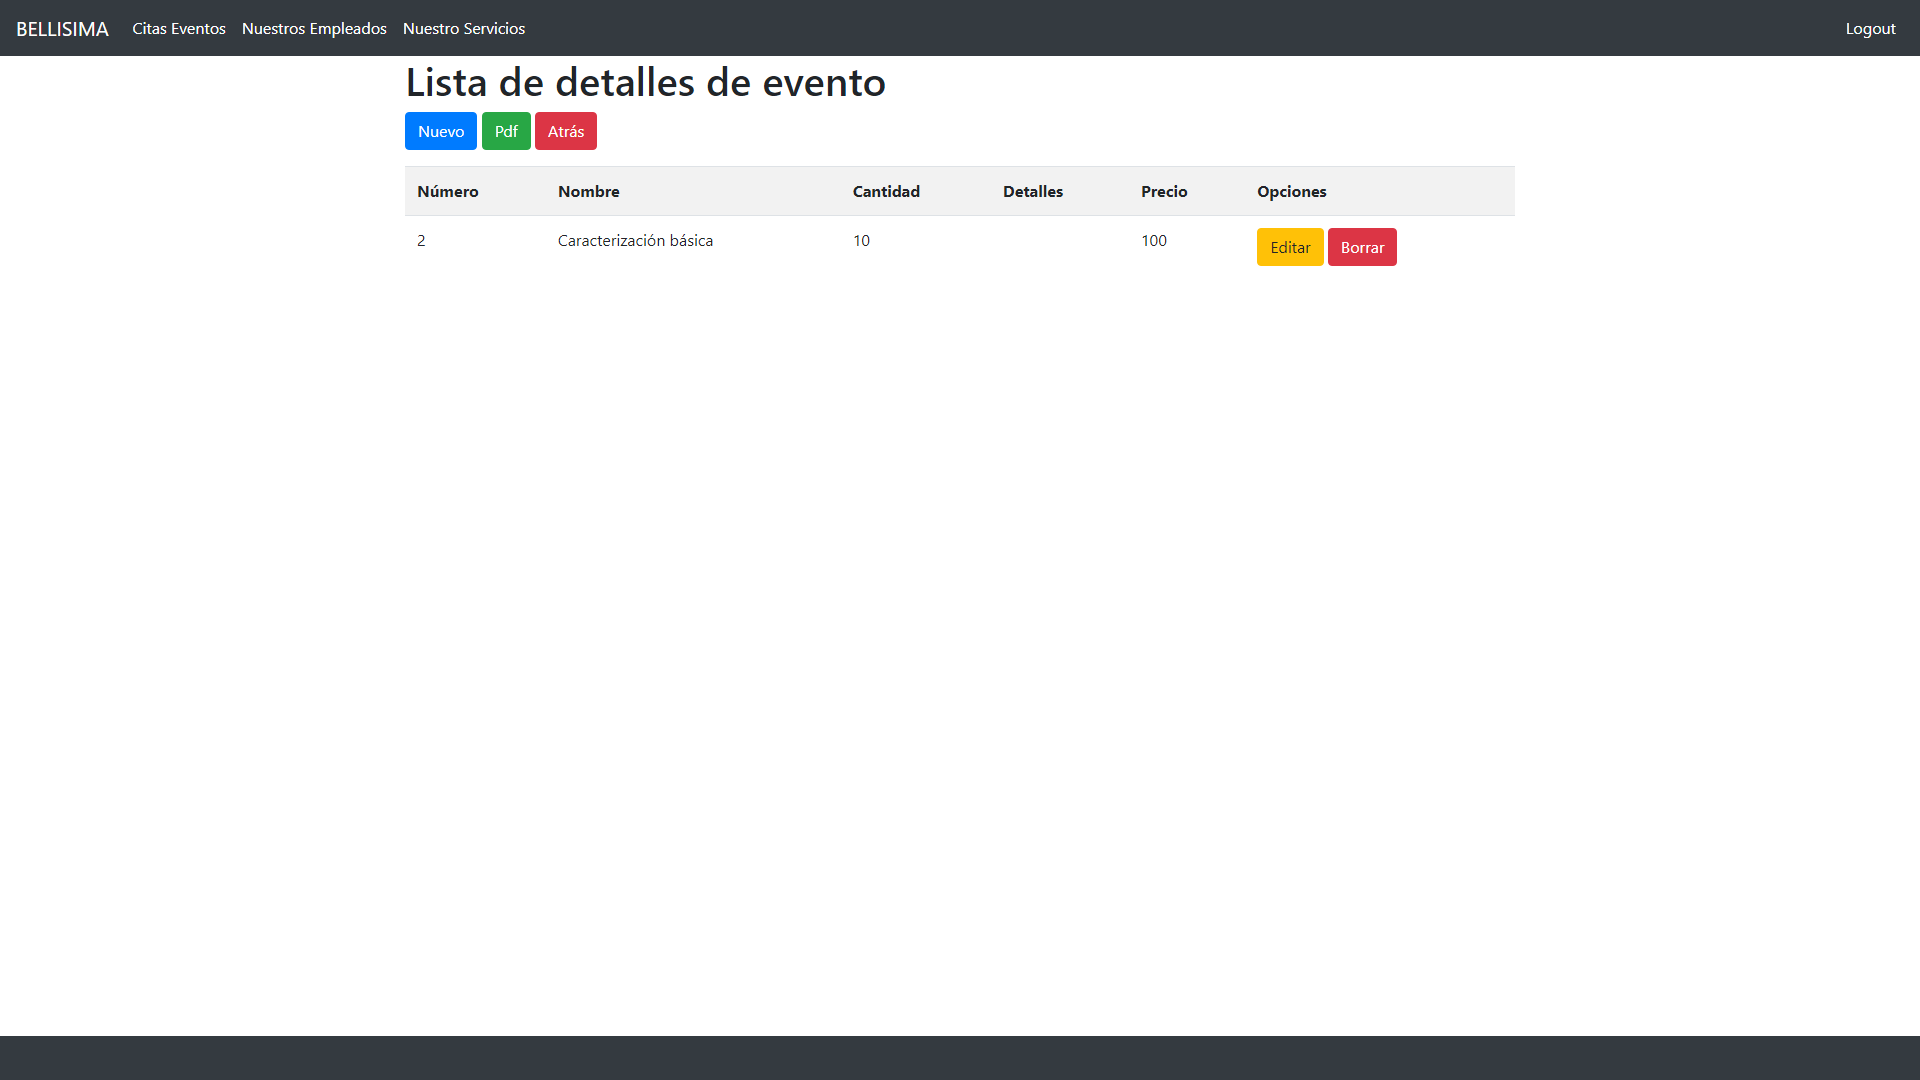 BELLISIMA Citas Eventos Nuestros Empleados Nuestro Servicios Logout
Lista de detalles de evento
Nuevo Pdf Atrás
Número Nombre Cantidad Detalles Precio Opciones
2 Caracterización básica 10 100 Editar Borrar